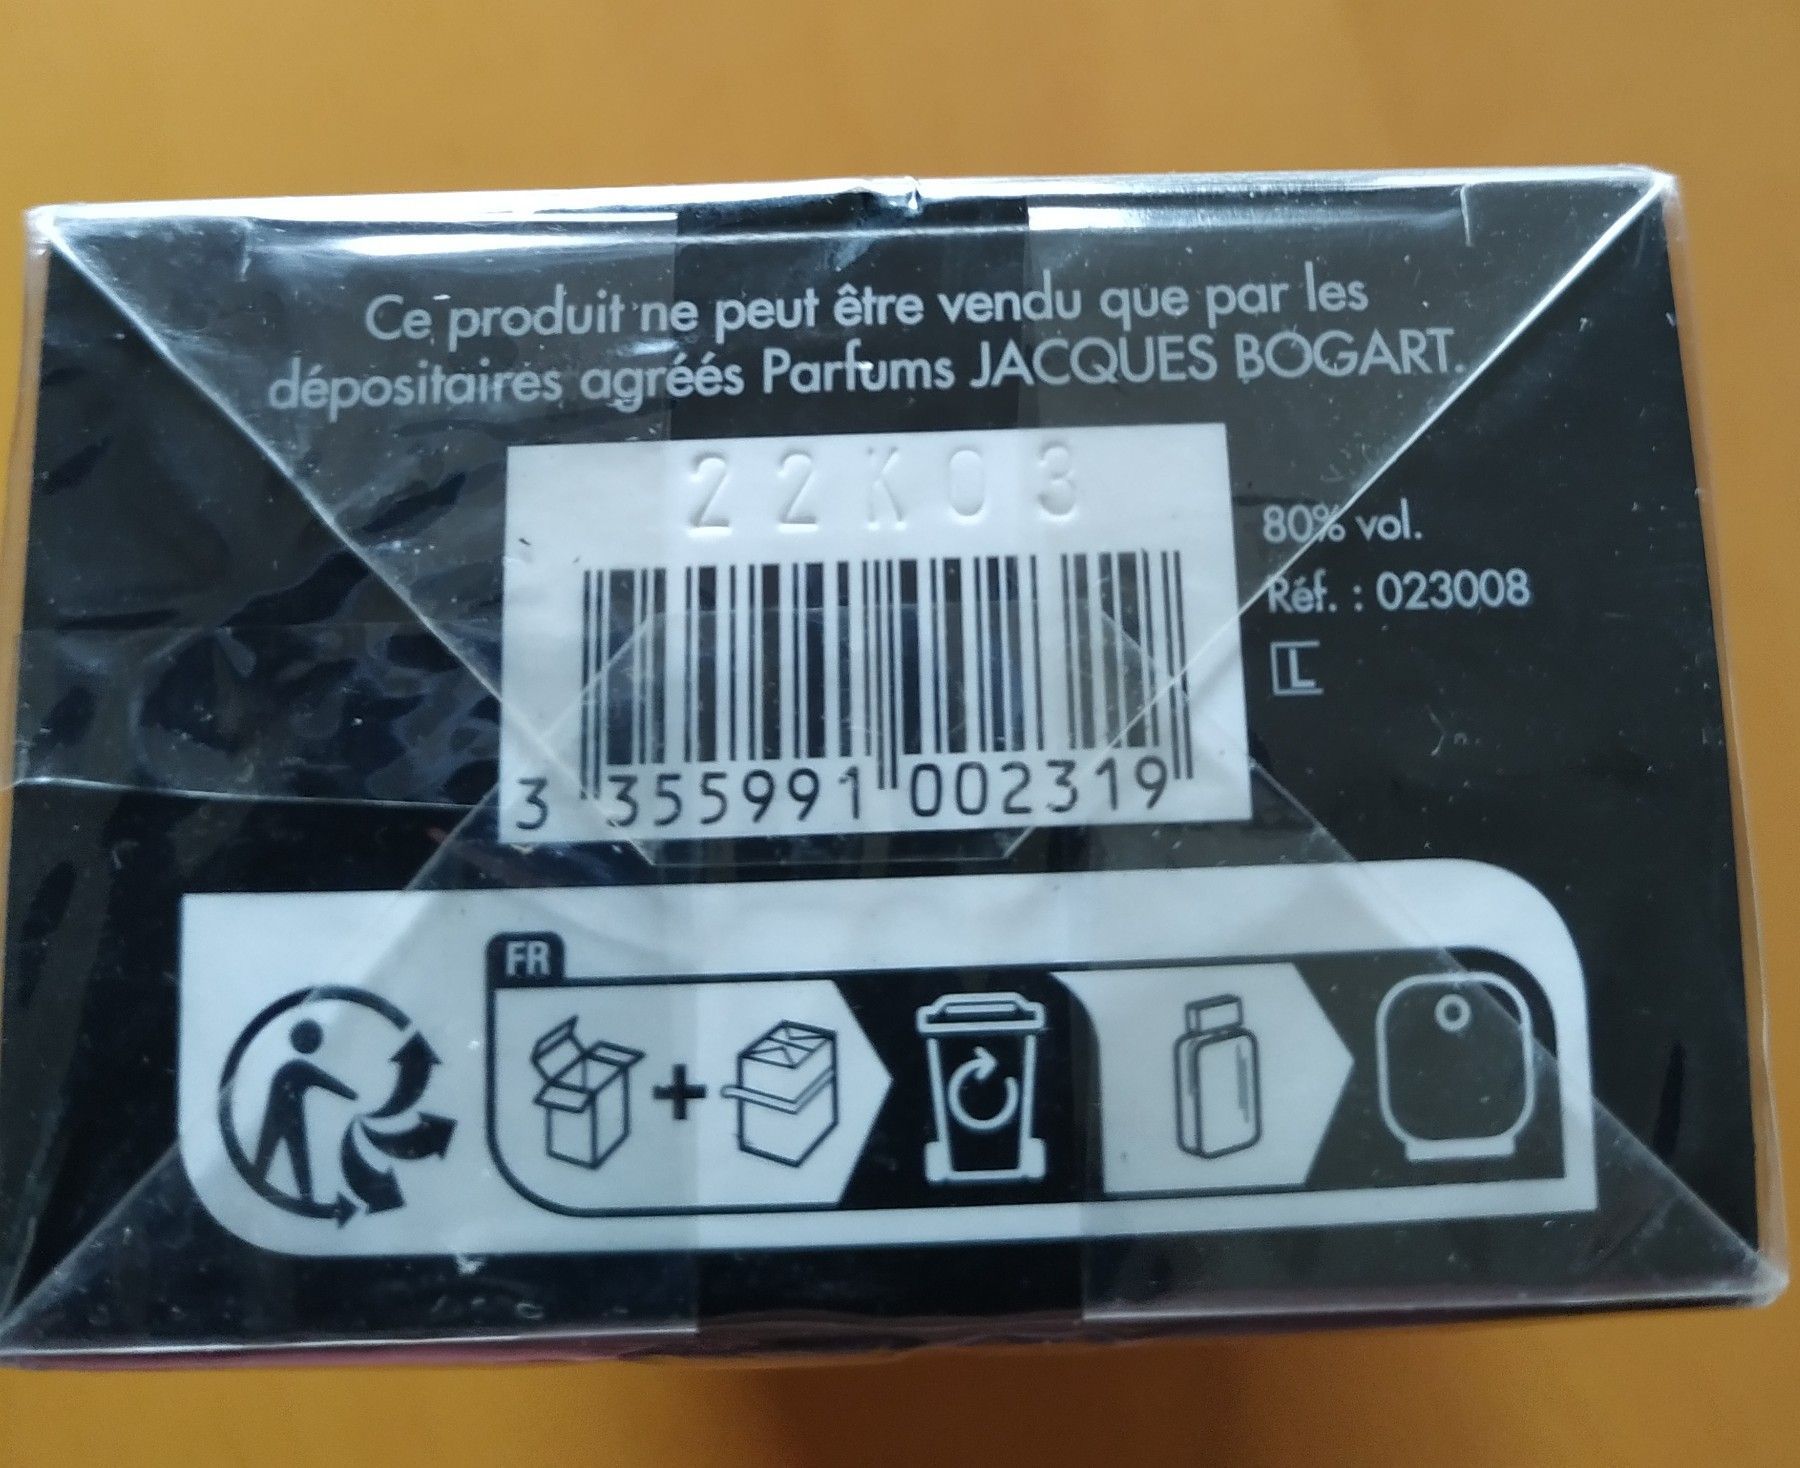 Ce produit ne peut être vendu que par les
dépositaires agréés Parfums JACQUES BOGART.
22K03
80% vol.
Réf. : 023008
3 355991 002319
FR